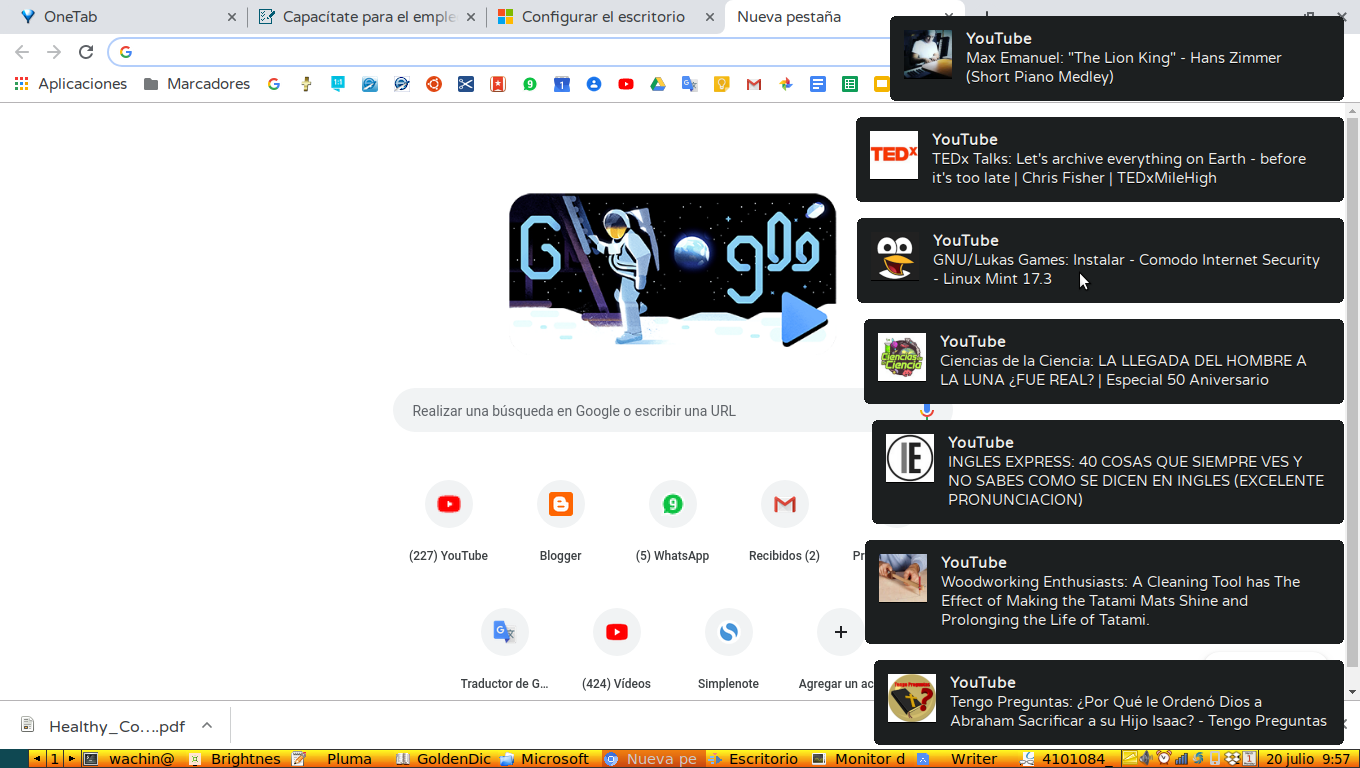 OneTab
Capacítate para el emple
Configurar el escritorio
Nueva pestaña
Aplicaciones
Marcadores
YouTube
Max Emanuel: "The Lion King" - Hans Zimmer
(Short Piano Medley)
TEDx
YouTube
TEDx Talks: Let's archive everything on Earth - before
it's too late | Chris Fisher | TEDxMileHigh
YouTube
GNU/Lukas Games: Instalar - Comodo Internet Security
- Linux Mint 17.3
Ciencias de la Ciencia
YouTube
Ciencias de la Ciencia: LA LLEGADA DEL HOMBRE A
LA LUNA ¿FUE REAL? | Especial 50 Aniversario
IE
YouTube
INGLES EXPRESS: 40 COSAS QUE SIEMPRE VES Y
NO SABES COMO SE DICEN EN INGLES (EXCELENTE
PRONUNCIACION)
YouTube
Woodworking Enthusiasts: A Cleaning Tool has The
Effect of Making the Tatami Mats Shine and
Prolonging the Life of Tatami.
Tengo Preguntas
YouTube
Tengo Preguntas: ¿Por Qué le Ordenó Dios a
Abraham Sacrificar a su Hijo Isaac? - Tengo Preguntas
Realizar una búsqueda en Google o escribir una URL
(227) YouTube
Blogger
(5) WhatsApp
Recibidos (2)
Pr
Traductor de G...
(424) Vídeos
Simplenote
Agregar un ac
Healthy_Co....pdf
1
wachin@
Brightnes
Pluma
GoldenDic
Microsoft
Nueva pe
Escritorio
Monitor d
Writer
4101084_
20 julio 9:57